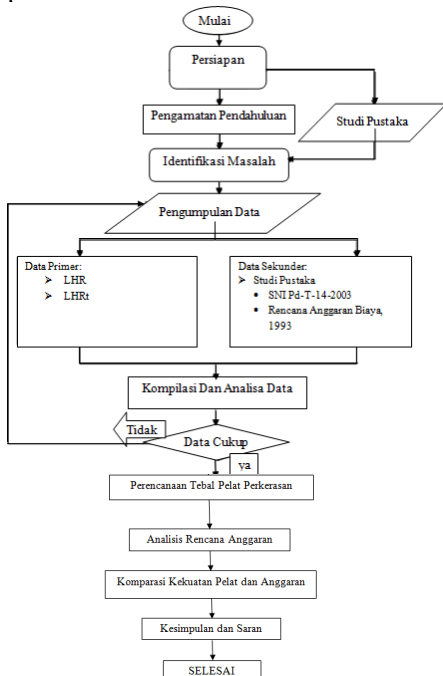 Mulai
Persiapan
Pengamatan Pendahuluan
Studi Pustaka
Identifikasi Masalah
Pengumpulan Data
Data Primer:
➤ LHR
➤ LHRt
Data Sekunder:
➤ Studi Pustaka
• SNI Pd-T-14-2003
• Rencana Anggaran Biaya,
1993
Kompilasi Dan Analisa Data
Tidak
Data Cukup
ya
Perencanaan Tebal Pelat Perkerasan
Analisis Rencana Anggaran
Komparasi Kekuatan Pelat dan Anggaran
Kesimpulan dan Saran
SELESAI